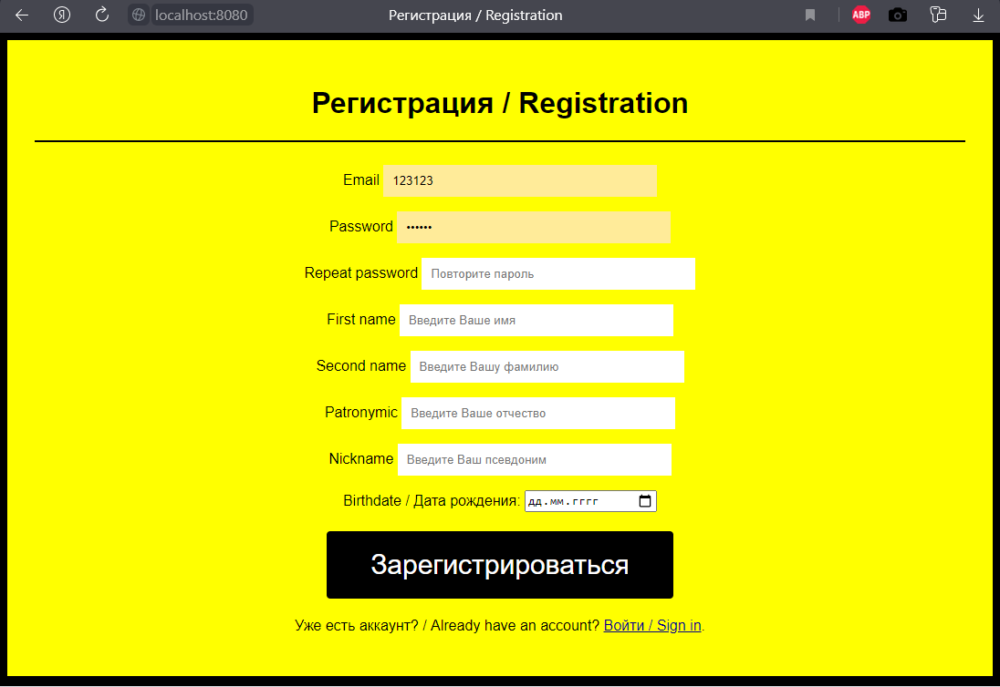 localhost:8080 Регистрация / Registration ABP
Регистрация / Registration
Email 123123
Password ••••••
Repeat password Повторите пароль
First name Введите Ваше имя
Second name Введите Вашу фамилию
Patronymic Введите Ваше отчество
Nickname Введите Ваш псевдоним
Birthdate / Дата рождения: дд.мм.гггг
Зарегистрироваться
Уже есть аккаунт? / Already have an account? Войти / Sign in.